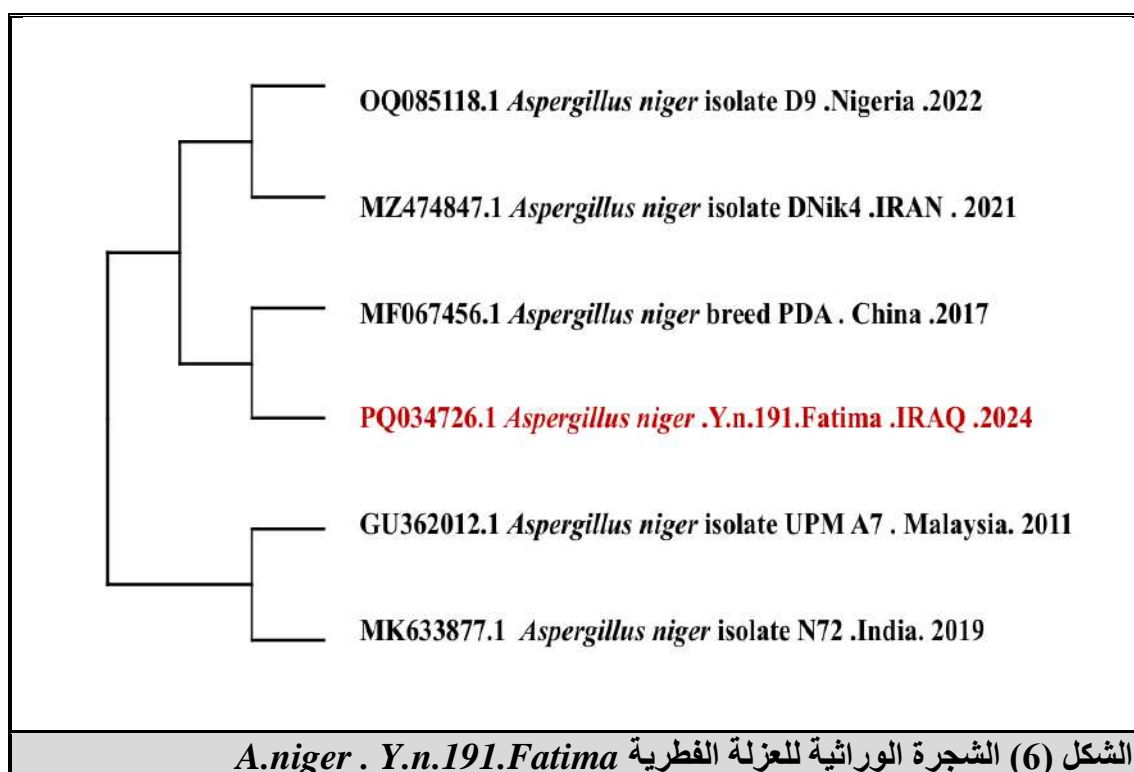 OQ085118.1 Aspergillus niger isolate D9 .Nigeria .2022
MZ474847.1 Aspergillus niger isolate DNik4 .IRAN . 2021
MF067456.1 Aspergillus niger breed PDA . China .2017
PQ034726.1 Aspergillus niger .Y.n.191.Fatima .IRAQ .2024
GU362012.1 Aspergillus niger isolate UPM A7 . Malaysia. 2011
MK633877.1 Aspergillus niger isolate N72 .India. 2019
الشكل (6) الشجرة الوراثية للعزلة الفطرية A.niger . Y.n.191.Fatima